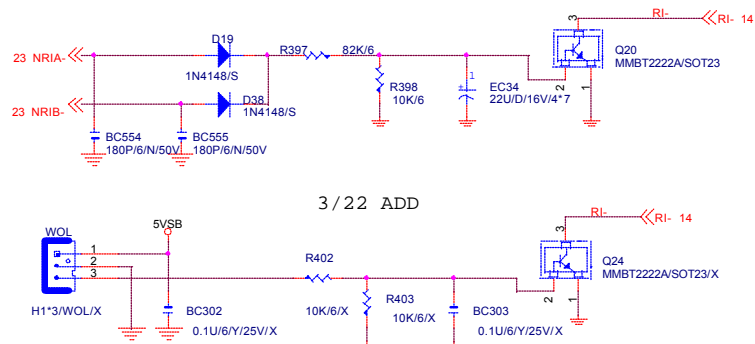 3
RI-
RI- 14
D19
23 NRIA-
R397
82K/6
Q20
MMBT2222A/SOT23
1N4148/S
1
R398
10K/6
EC34
22U/D/16V/4*7
+
2
1
D38
23 NRIB-
1N4148/S
BC554
180P/6/N/50V
BC555
180P/6/N/50V
3/22 ADD
5VSB
3
RI-
RI- 14
WOL
1
2
3
R402
Q24
MMBT2222A/SOT23/X
2
1
H1*3/WOL/X
BC302
0.1U/6/Y/25V/X
10K/6/X
R403
10K/6/X
BC303
0.1U/6/Y/25V/X